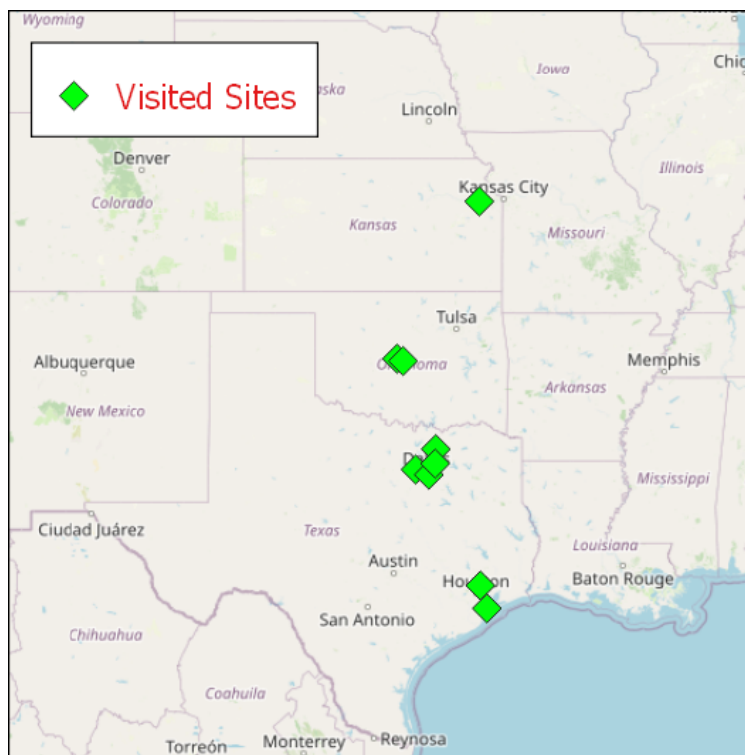 Wyoming
Visited Sites
Iowa
Chic
aska
Lincoln
Denver
Illinois
Colorado
Kansas City
Kansas
Missouri
Tulsa
Albuquerque
Memphis
Arkansas
New Mexico
Mississippi
Ciudad Juárez
Texas
Louisiana
Austin
Baton Rouge
San Antonio
Chihuahua
Coahuila
Reynosa
Monterrey
Torreón